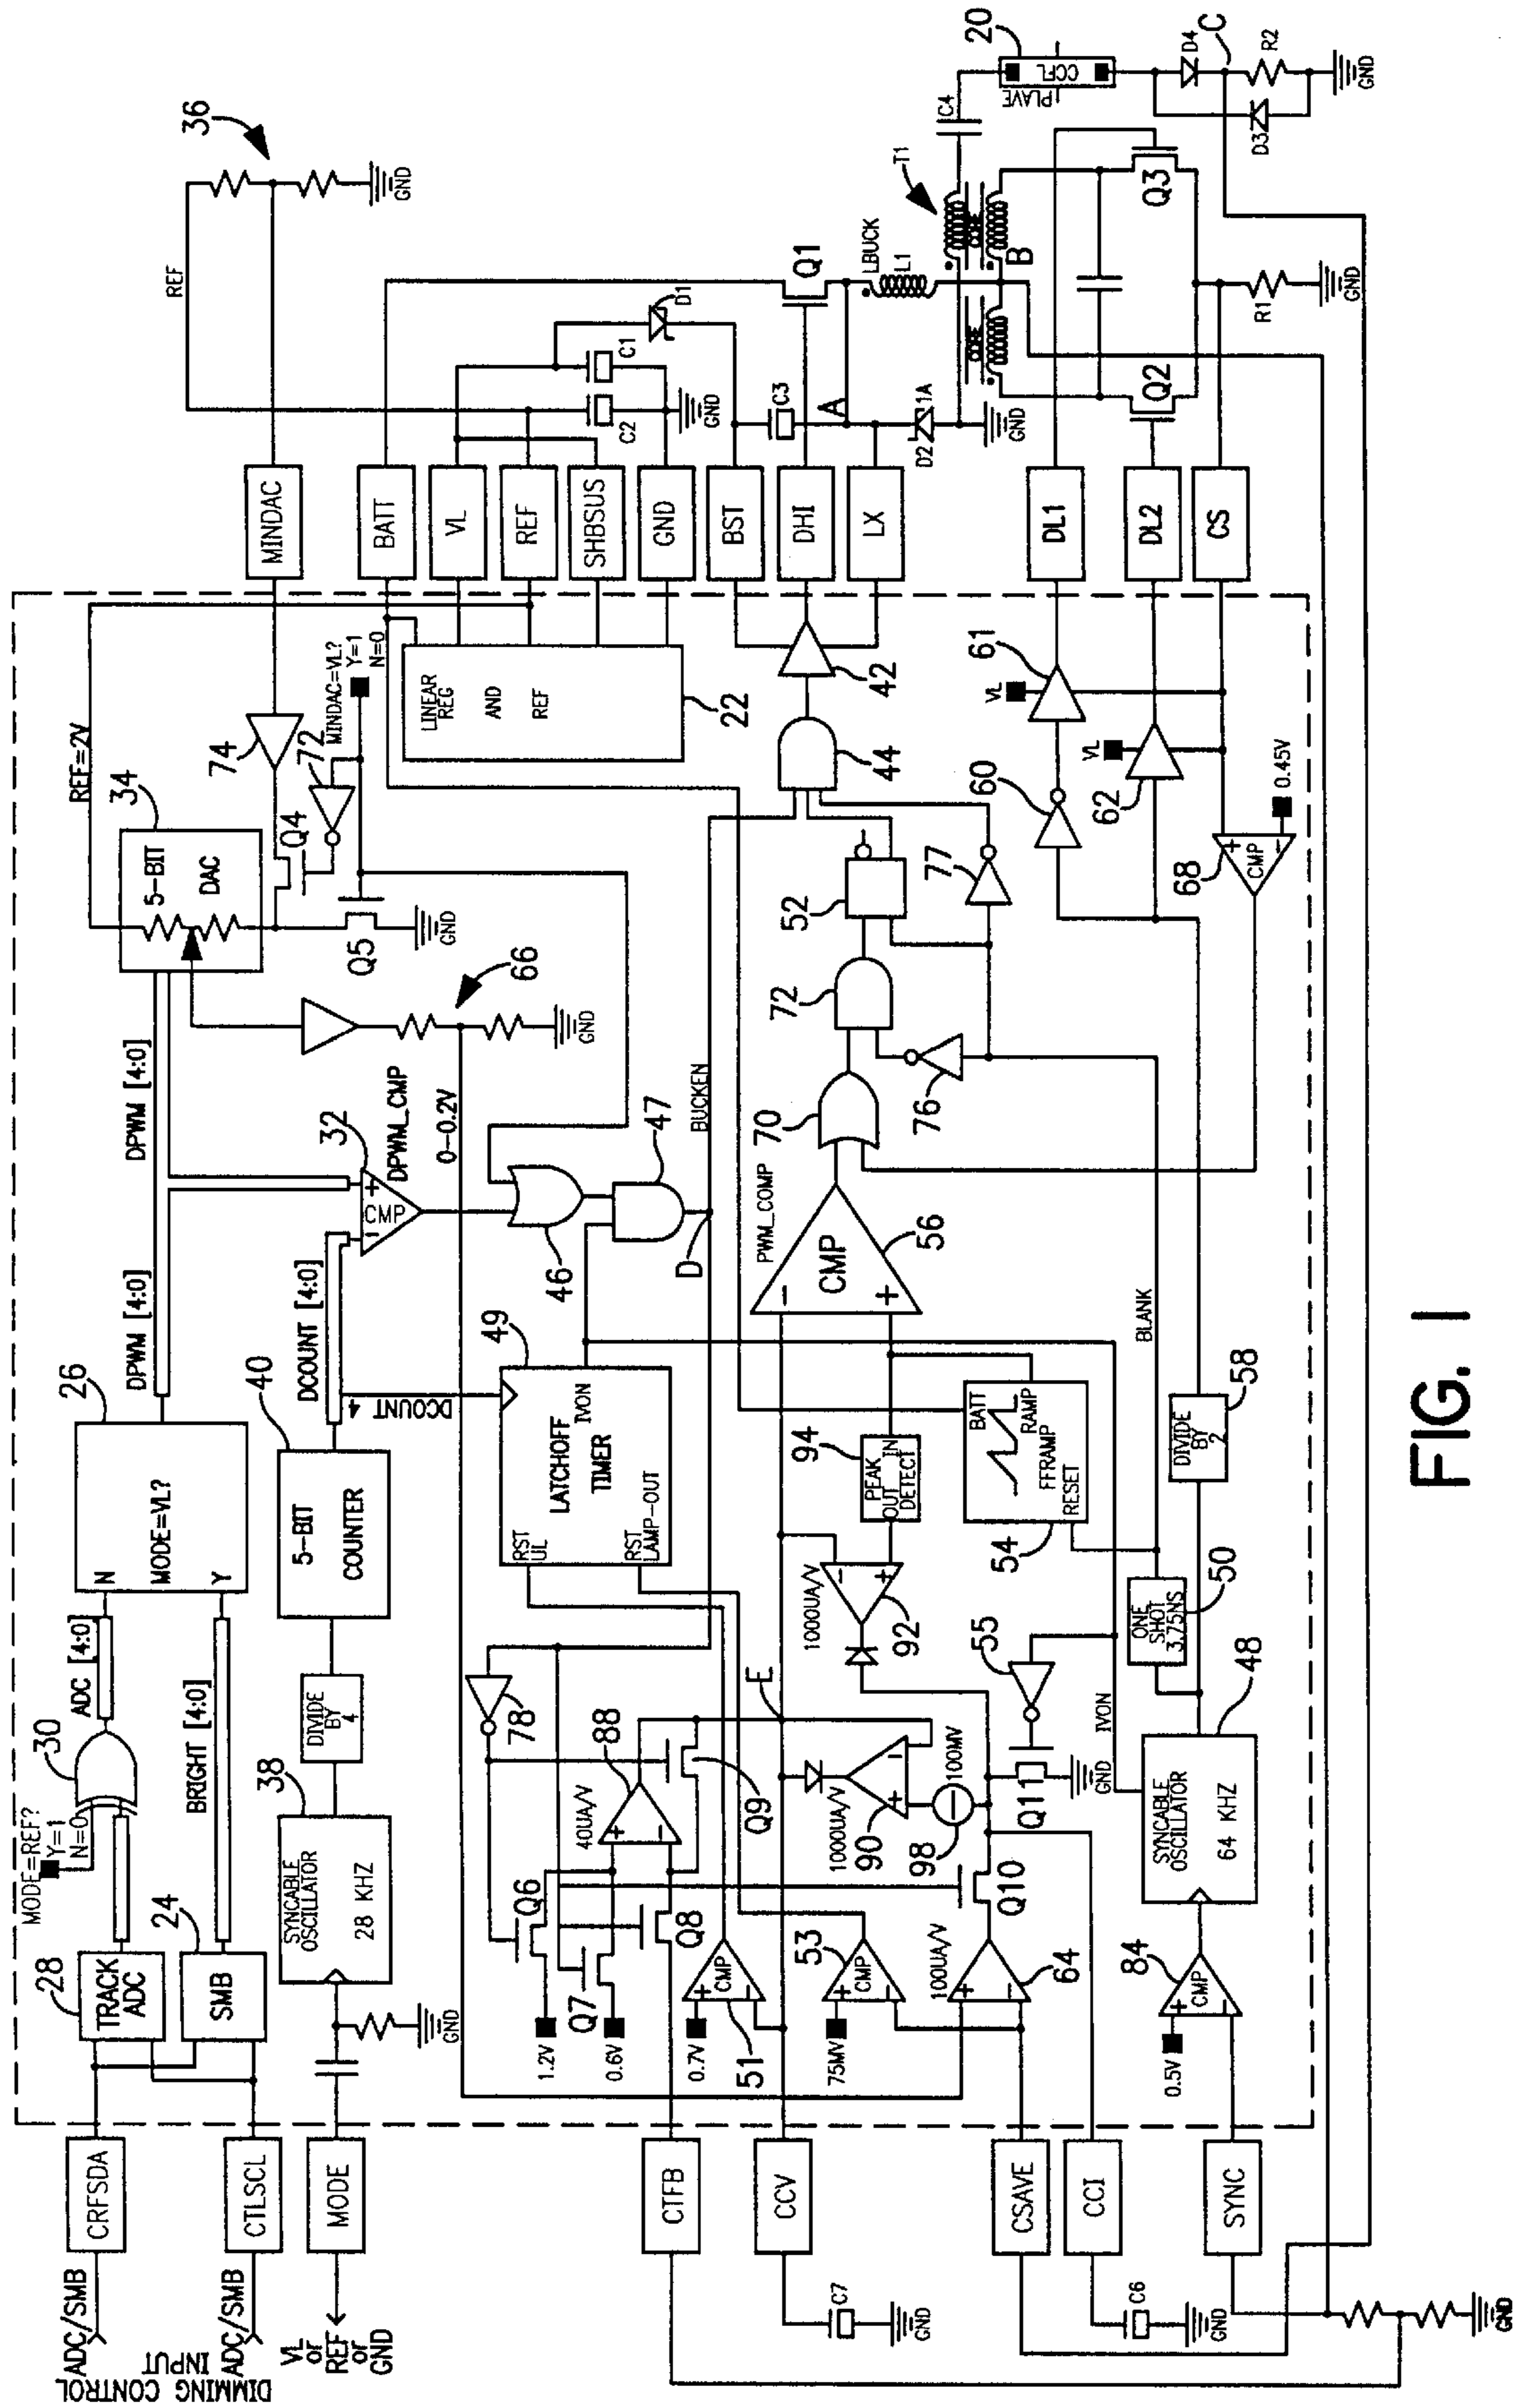 DIMMING CONTROL
INPUT
ADC/SMB
ADC/SMB
VL
or
REF
or
GND
CRFSDA
CTLSCL
MODE
CTFB
CCV
CSAVE
CCI
SYNC
C7
GND
C6
GND
GND
28
TRACK
ADC
24
SMB
MODE=REF?
Y=1
N=0
30
ADC [4:0]
BRIGHT [4:0]
26
N
MODE=VL?
Y
DPWM [4:0]
DPWM [4:0]
38
SYNCABLE
OSCILLATOR
28 KHZ
GND
DIVIDE
BY
4
40
5-BIT
COUNTER
DCOUNT [4:0]
DCOUNT
4
32
+
CMP
-
DPWM_CMP
0-0.2V
34
5-BIT
DAC
REF=2V
74
72
MINDAC=VL?
Y=1
N=0
Q4
Q5
GND
66
GND
49
LATCHOFF
TIMER
IVON
RST
UL
RST
LAMP-OUT
46
47
D
BUCKEN
LINEAR
REG
AND
REF
22
42
44
78
Q6
Q7
Q8
Q9
1.2V
0.6V
0.7V
75MV
0.5V
40UA/V
88
+
-
51
+
CMP
-
53
+
CMP
-
1000UA/V
90
+
-
98
100MV
E
100UA/V
64
+
-
Q10
Q11
GND
55
IVON
1000UA/V
92
-
+
94
PEAK
IN
OUT
DETECT
54
BATT
RAMP
FFRAMP
RESET
PWM_COMP
-
CMP
+
56
70
72
76
52
77
60
61
VL
62
VL
68
+
CMP
-
0.45V
84
+
CMP
-
SYNCABLE
OSCILLATOR
64 KHZ
48
ONE
SHOT
3.75NS
50
BLANK
DIVIDE
BY
2
58
MINDAC
BATT
VL
REF
SHBSUS
GND
BST
DHI
LX
DL1
DL2
CS
REF
36
GND
C1
C2
GND
D1
C3
A
D2
1A
GND
Q1
LBUCK
L1
T1
CORE
CORE
B
C4
Q2
Q3
R1
GND
20
PLAVE
CCFL
D4
C
D3
R2
GND
FIG. 1